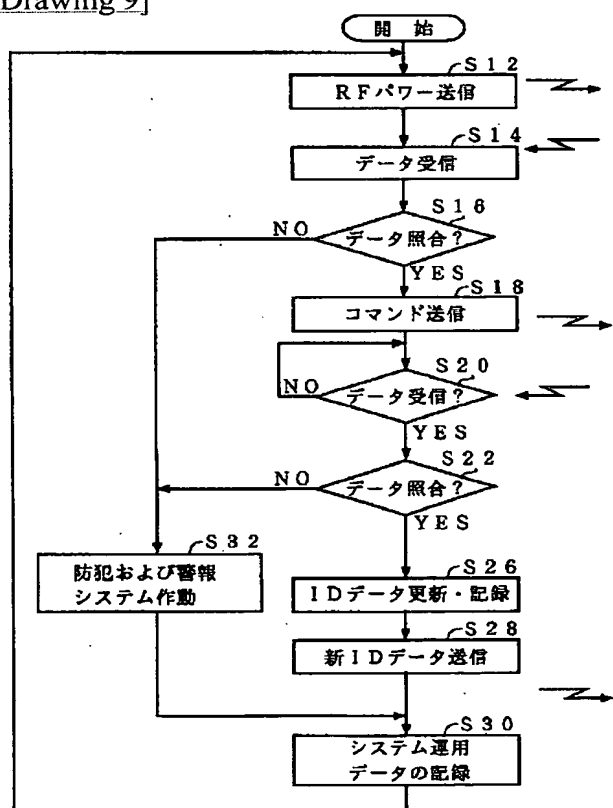 Drawing 9]
開 始
S12
RFパワー送信
S14
データ受信
S16
NO
データ照合?
YES
S18
コマンド送信
S20
NO
データ受信?
YES
S22
NO
データ照合?
YES
S32
防犯および警報
システム作動
S26
IDデータ更新・記録
S28
新IDデータ送信
S30
システム運用
データの記録